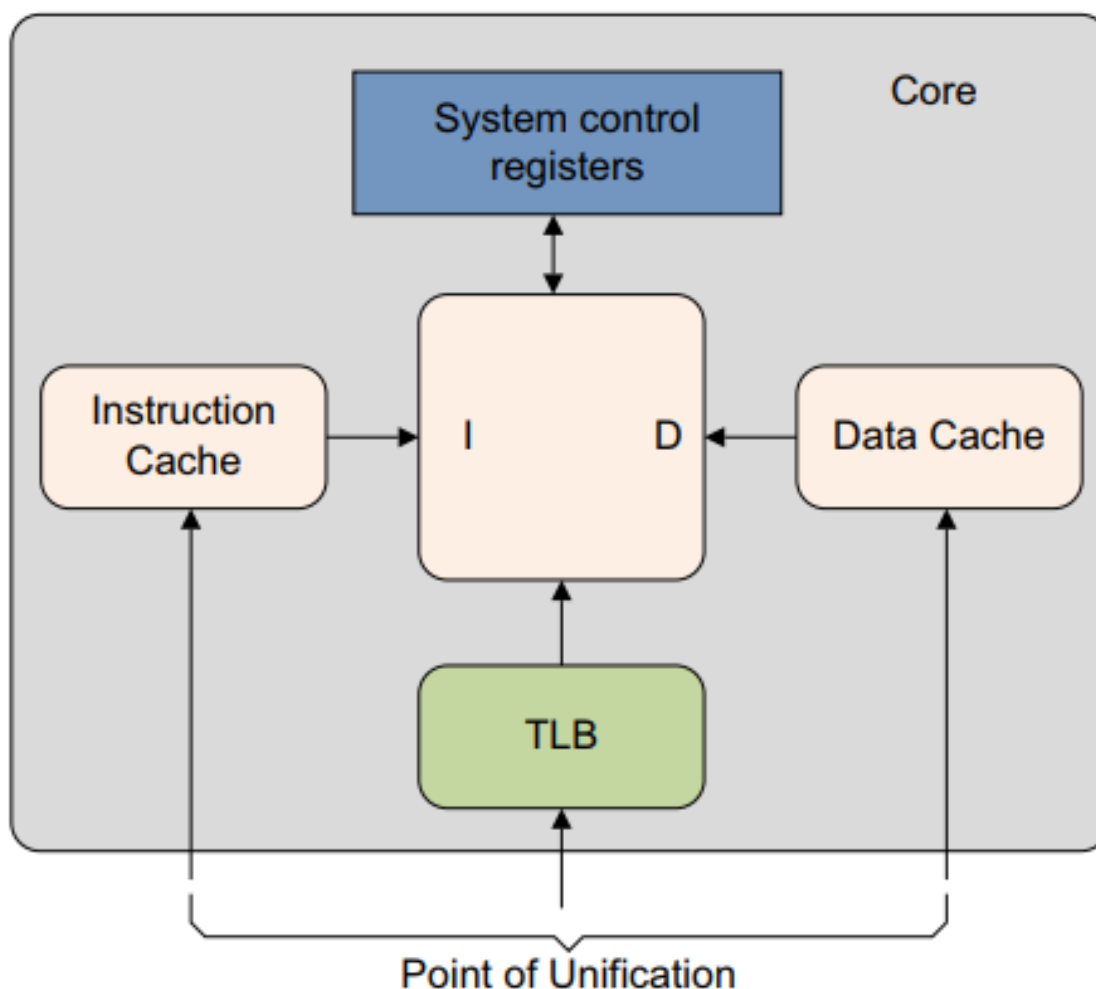 Core
System control
registers
Instruction
Cache
I
D
Data Cache
TLB
Point of Unification